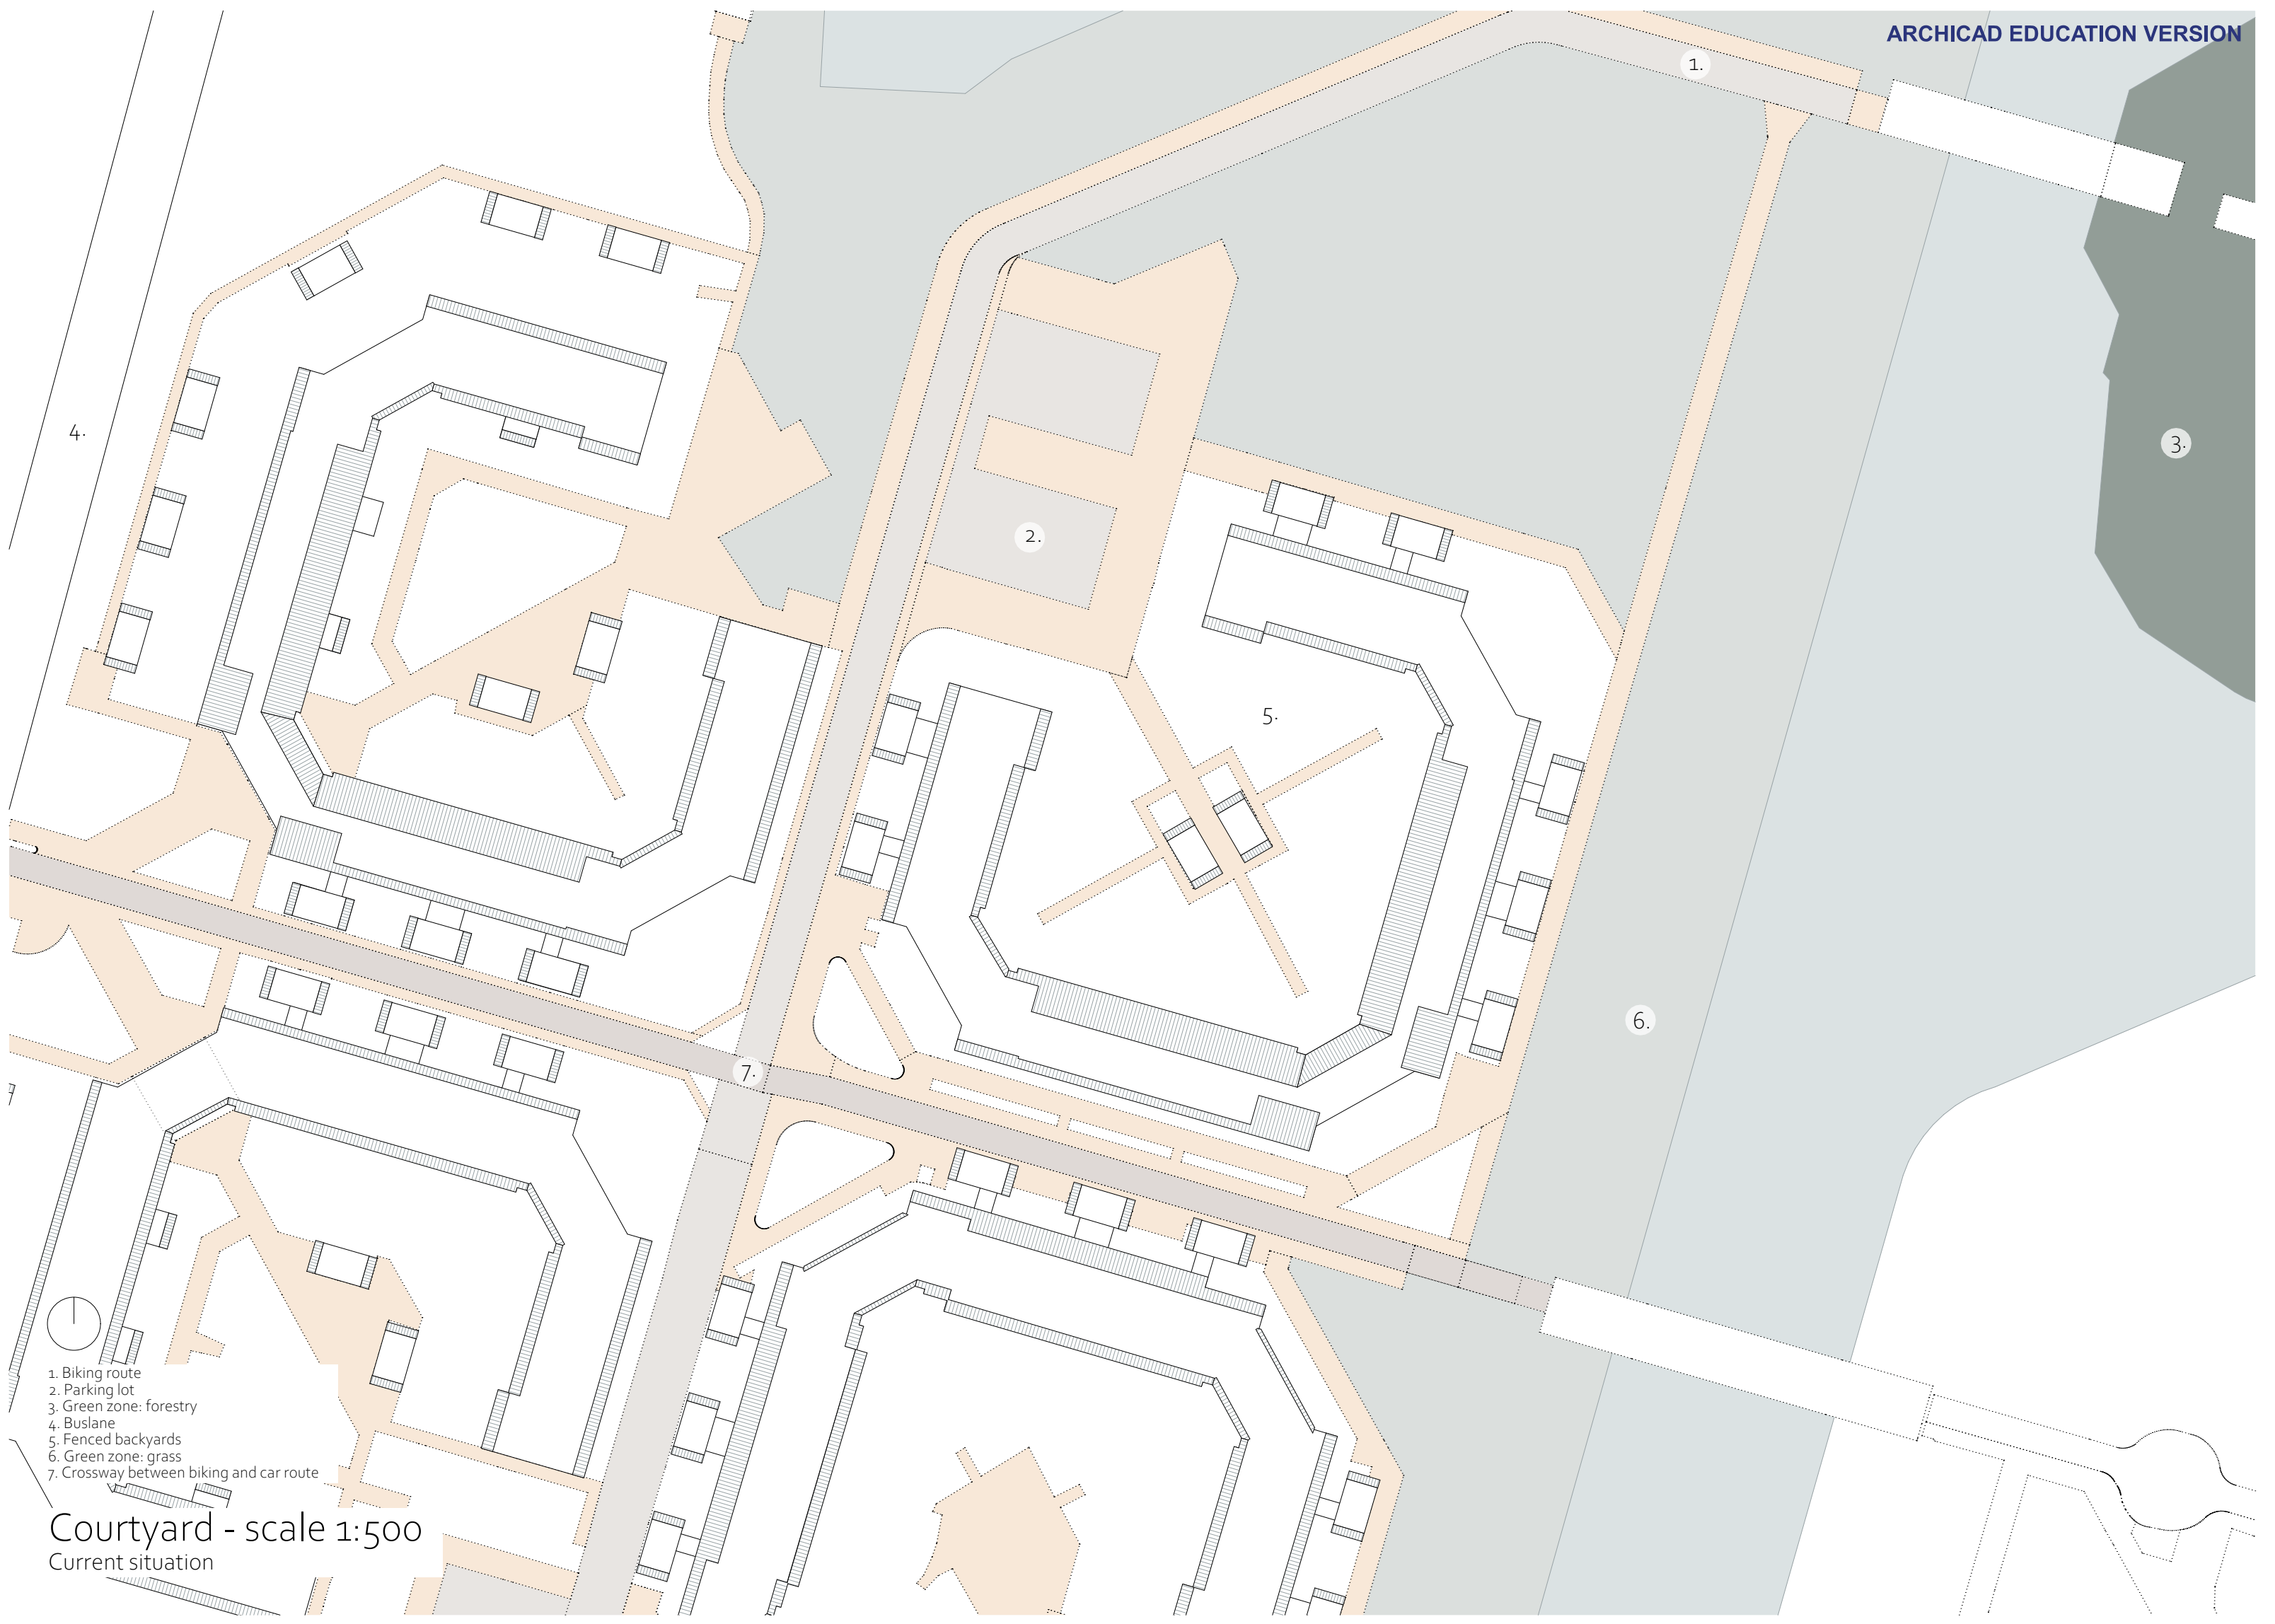 ARCHICAD EDUCATION VERSION
1.
4.
3.
2.
5.
6.
7.
1. Biking route
2. Parking lot
3. Green zone: forestry
4. Buslane
5. Fenced backyards
6. Green zone: grass
7. Crossway between biking and car route
Courtyard - scale 1:500
Current situation